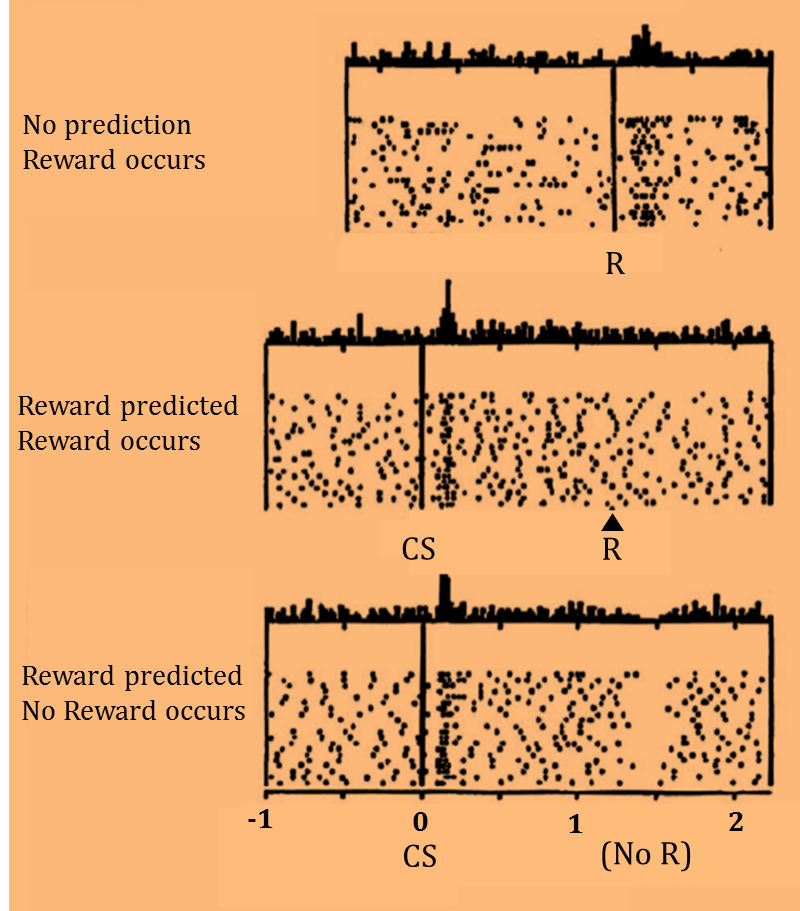 No prediction
Reward occurs
R
Reward predicted
Reward occurs
CS
R
Reward predicted
No Reward occurs
-1 0 1 2
CS (No R)